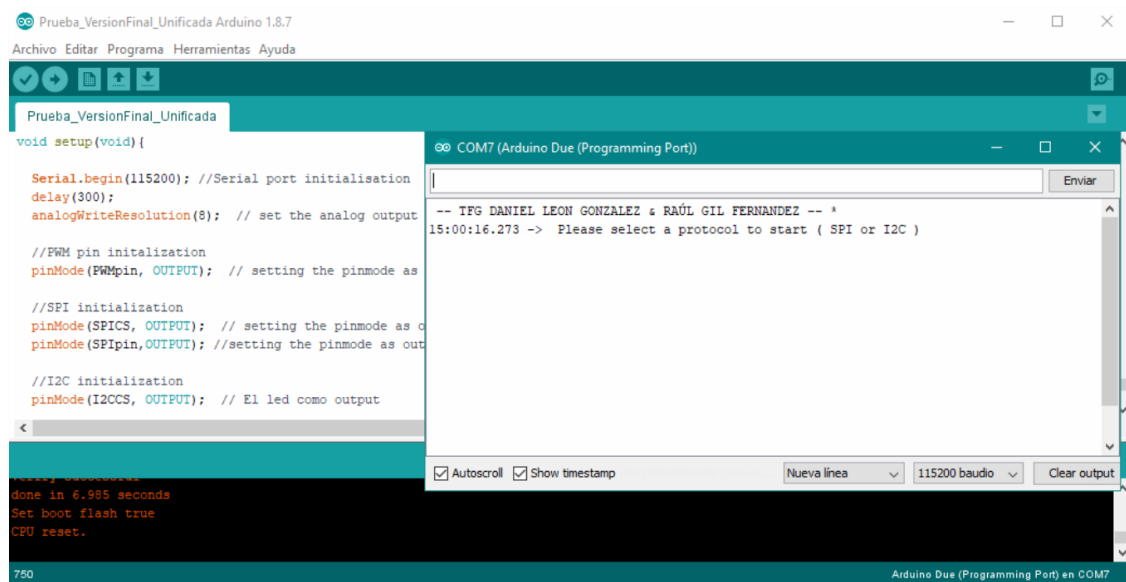 Prueba_VersionFinal_Unificada Arduino 1.8.7
Archivo Editar Programa Herramientas Ayuda
Prueba_VersionFinal_Unificada
void setup(void){
Serial.begin(115200); //Serial port initialisation
delay(300);
analogWriteResolution(8); // set the analog output
//PWM pin initalization
pinMode(PWMpin, OUTPUT); // setting the pinmode as
//SPI initialization
pinMode(SPICS, OUTPUT); // setting the pinmode as o
pinMode(SPIpin,OUTPUT); //setting the pinmode as out
//I2C initialization
pinMode(I2CCS, OUTPUT); // El led como output
COM7 (Arduino Due (Programming Port))
Enviar
-- TFG DANIEL LEON GONZALEZ & RAÚL GIL FERNANDEZ -- *
15:00:16.273 -> Please select a protocol to start ( SPI or I2C )
Autoscroll Show timestamp Nueva línea 115200 baudio Clear output
done in 6.985 seconds
Set boot flash true
CPU reset.
750 Arduino Due (Programming Port) en COM7